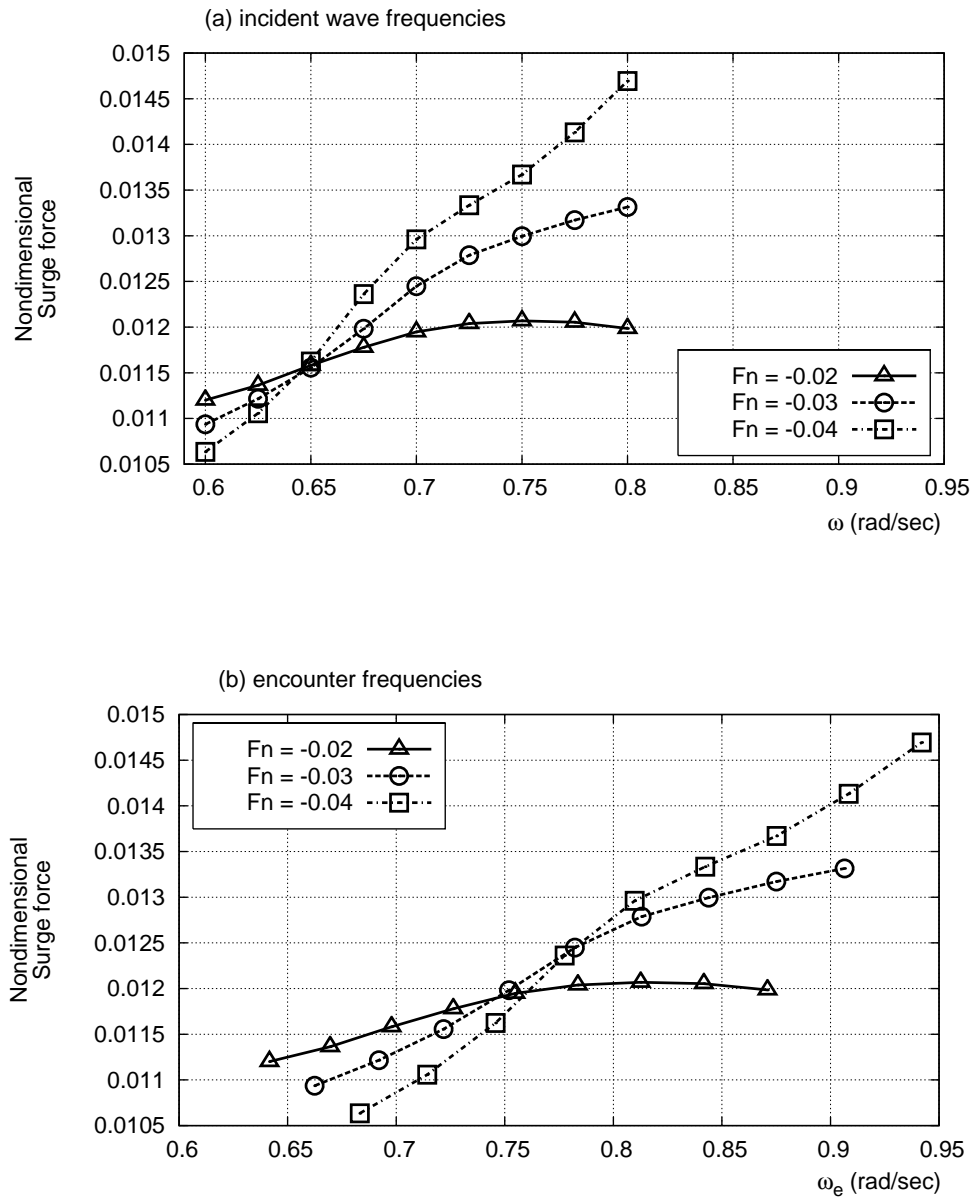 (a) incident wave frequencies
0.015
0.0145
0.014
0.0135
0.013
0.0125
0.012
0.0115
0.011
0.0105
Nondimensional
Surge force
Fn = -0.02
Fn = -0.03
Fn = -0.04
0.6 0.65 0.7 0.75 0.8 0.85 0.9 0.95
ω (rad/sec)
(b) encounter frequencies
0.015
0.0145
0.014
0.0135
0.013
0.0125
0.012
0.0115
0.011
0.0105
Nondimensional
Surge force
Fn = -0.02
Fn = -0.03
Fn = -0.04
0.6 0.65 0.7 0.75 0.8 0.85 0.9 0.95
ωe (rad/sec)